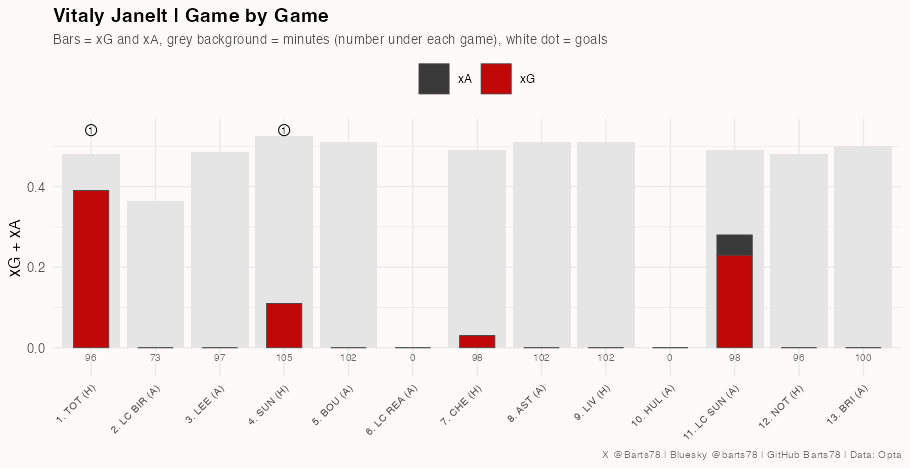 Vitaly Janelt | Game by Game
Bars = xG and xA, grey background = minutes (number under each game), white dot = goals
xA xG
1 1
xG + xA
0.4
0.2
0.0
96 73 97 105 102 0 98 102 102 0 98 96 100
1. TOT (H)
2. LC BIR (A)
3. LEE (A)
4. SUN (H)
5. BOU (A)
6. LC REA (A)
7. CHE (H)
8. AST (A)
9. LIV (H)
10. HUL (A)
11. LC SUN (A)
12. NOT (H)
13. BRI (A)
X @Barts78 | Bluesky @barts78 | GitHub Barts78 | Data: Opta